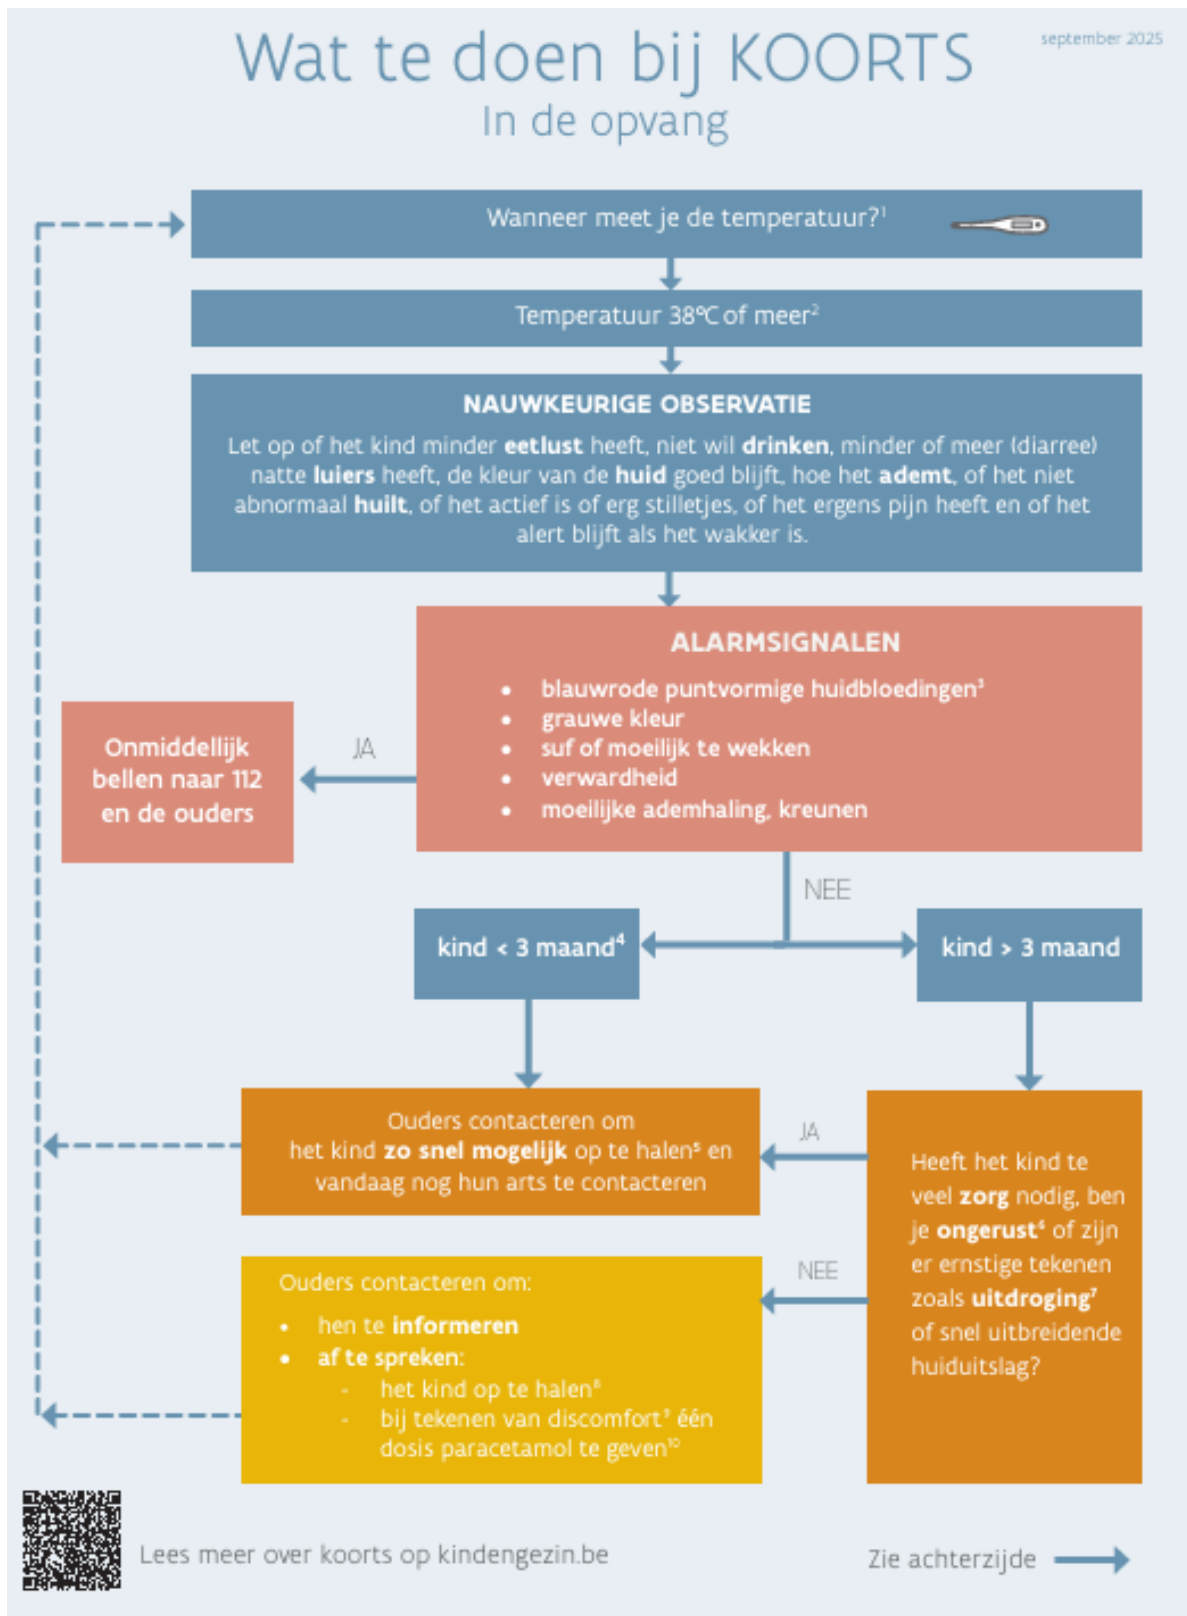 Wat te doen bij KOORTS
september 2025
In de opvang
Wanneer meet je de temperatuur?¹
Temperatuur 38°C of meer²
NAUWKEURIGE OBSERVATIE
Let op of het kind minder eetlust heeft, niet wil drinken, minder of meer (diarree)
natte luiers heeft, de kleur van de huid goed blijft, hoe het ademt, of het niet
abnormaal huilt, of het actief is of erg stilletjes, of het ergens pijn heeft en of het
alert blijft als het wakker is.
ALARMSIGNALEN
• blauwrode puntvormige huidbloedingen³
• grauwe kleur
• suf of moeilijk te wekken
• verwardheid
• moeilijke ademhaling, kreunen
JA
Onmiddellijk
bellen naar 112
en de ouders
NEE
kind < 3 maand⁴
kind > 3 maand
Ouders contacteren om
het kind zo snel mogelijk op te halen⁵ en
vandaag nog hun arts te contacteren
JA
Heeft het kind te
veel zorg nodig, ben
je ongerust⁶ of zijn
er ernstige tekenen
zoals uitdroging⁷
of snel uitbreidende
huiduitslag?
NEE
Ouders contacteren om:
• hen te informeren
• af te spreken:
- het kind op te halen⁸
- bij tekenen van discomfort⁹ één
dosis paracetamol te geven¹⁰
Lees meer over koorts op kindengezin.be
Zie achterzijde